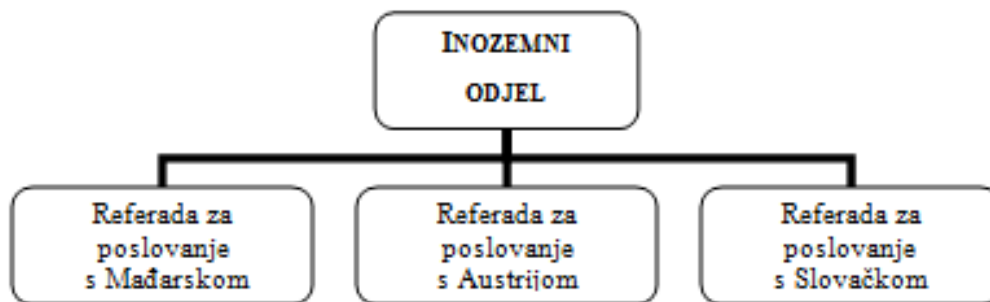 INOZEMNI
ODJEL
Referada za
poslovanje
s Mađarskom
Referada za
poslovanje
s Austrijom
Referada za
poslovanje
s Slovačkom